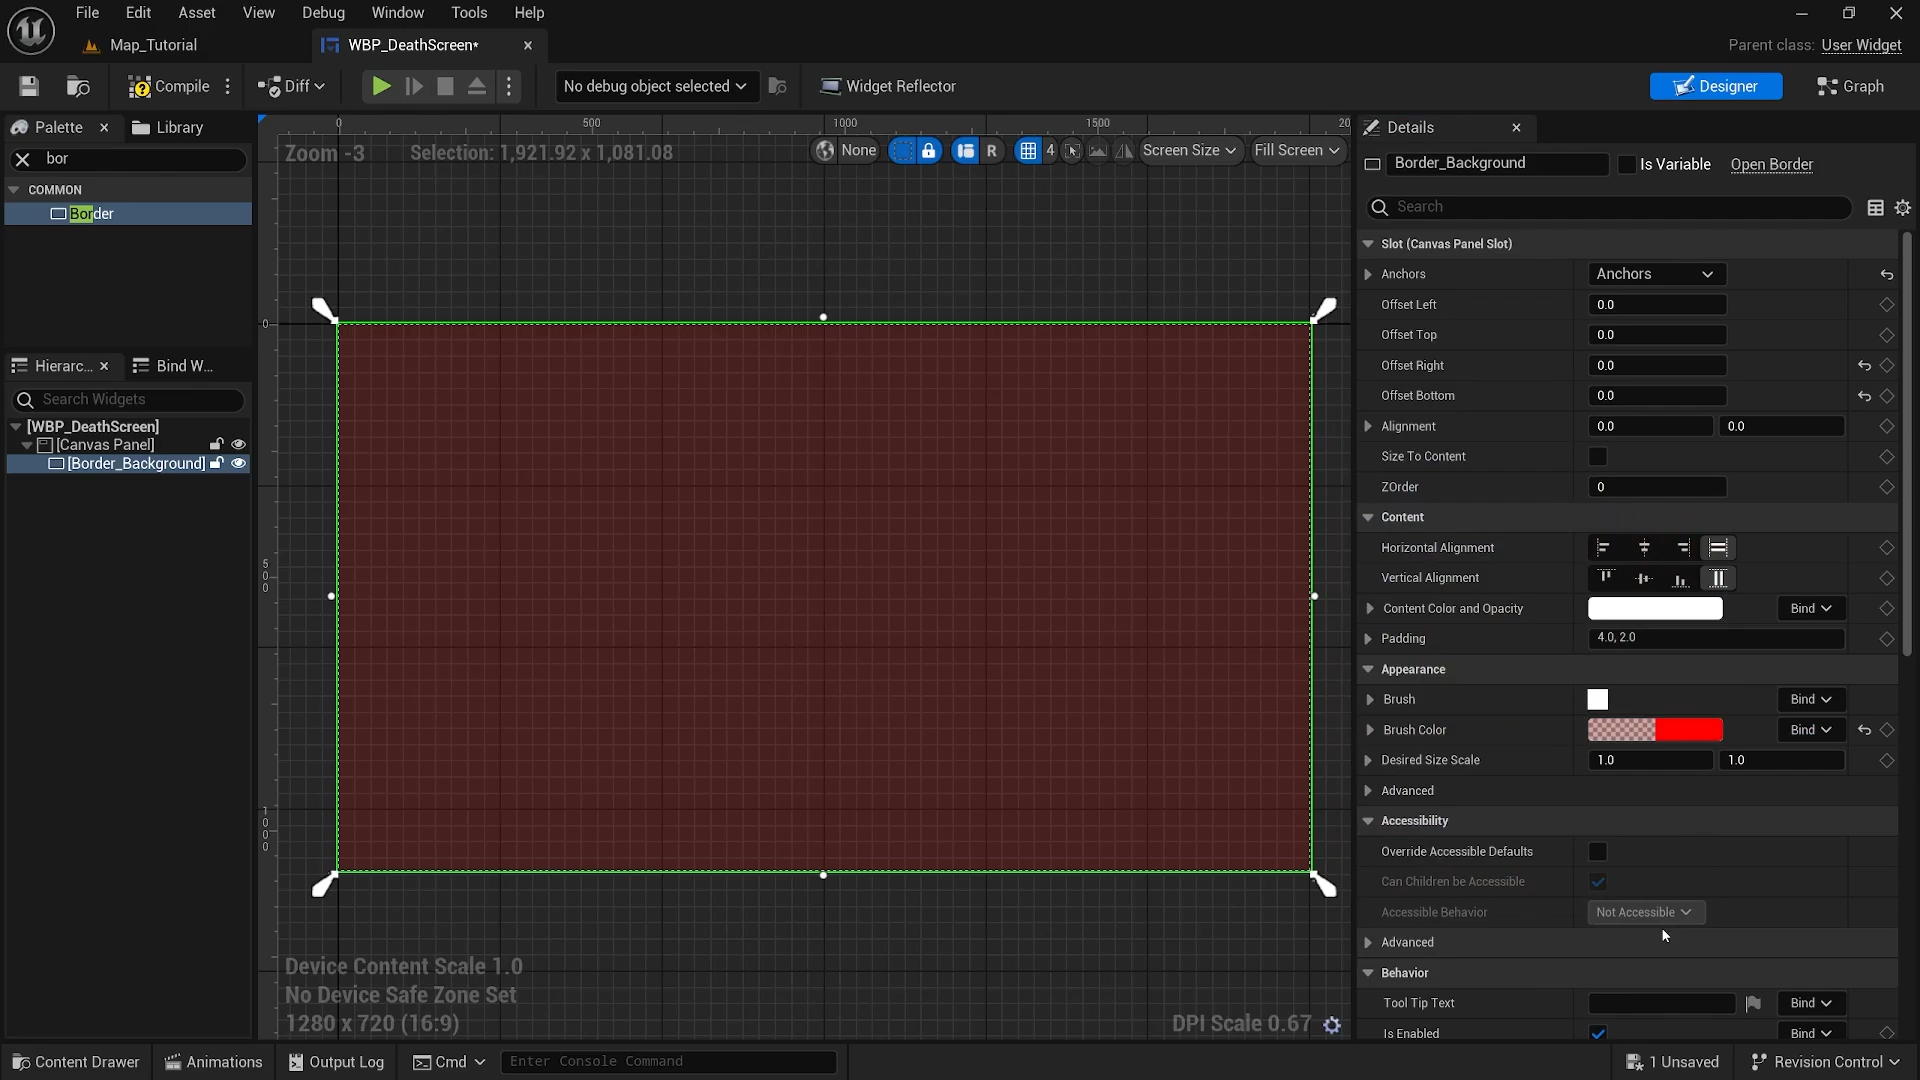 File Edit Asset View Debug Window Tools Help
Map_Tutorial
WBP_DeathScreen*
Parent class: User Widget
Compile
Diff
No debug object selected
Widget Reflector
Designer
Graph
Palette
Library
bor
COMMON
Border
Hierarc...
Bind W...
Search Widgets
[WBP_DeathScreen]
[Canvas Panel]
[Border_Background]
0 500 1000 1500 20
Zoom -3
Selection: 1,921.92 x 1,081.08
None
R
4
Screen Size
Fill Screen
0
500
1000
Device Content Scale 1.0
No Device Safe Zone Set
1280 x 720 (16:9)
DPI Scale 0.67
Details
Border_Background
Is Variable
Open Border
Search
Slot (Canvas Panel Slot)
Anchors Anchors
Offset Left 0.0
Offset Top 0.0
Offset Right 0.0
Offset Bottom 0.0
Alignment 0.0 0.0
Size To Content
ZOrder 0
Content
Horizontal Alignment
Vertical Alignment
Content Color and Opacity Bind
Padding 4.0, 2.0
Appearance
Brush Bind
Brush Color Bind
Desired Size Scale 1.0 1.0
Advanced
Accessibility
Override Accessible Defaults
Can Children be Accessible
Accessible Behavior Not Accessible
Advanced
Behavior
Tool Tip Text Bind
Is Enabled Bind
Content Drawer
Animations
Output Log
Cmd
Enter Console Command
1 Unsaved
Revision Control